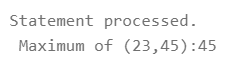 Statement processed.
Maximum of (23,45):45